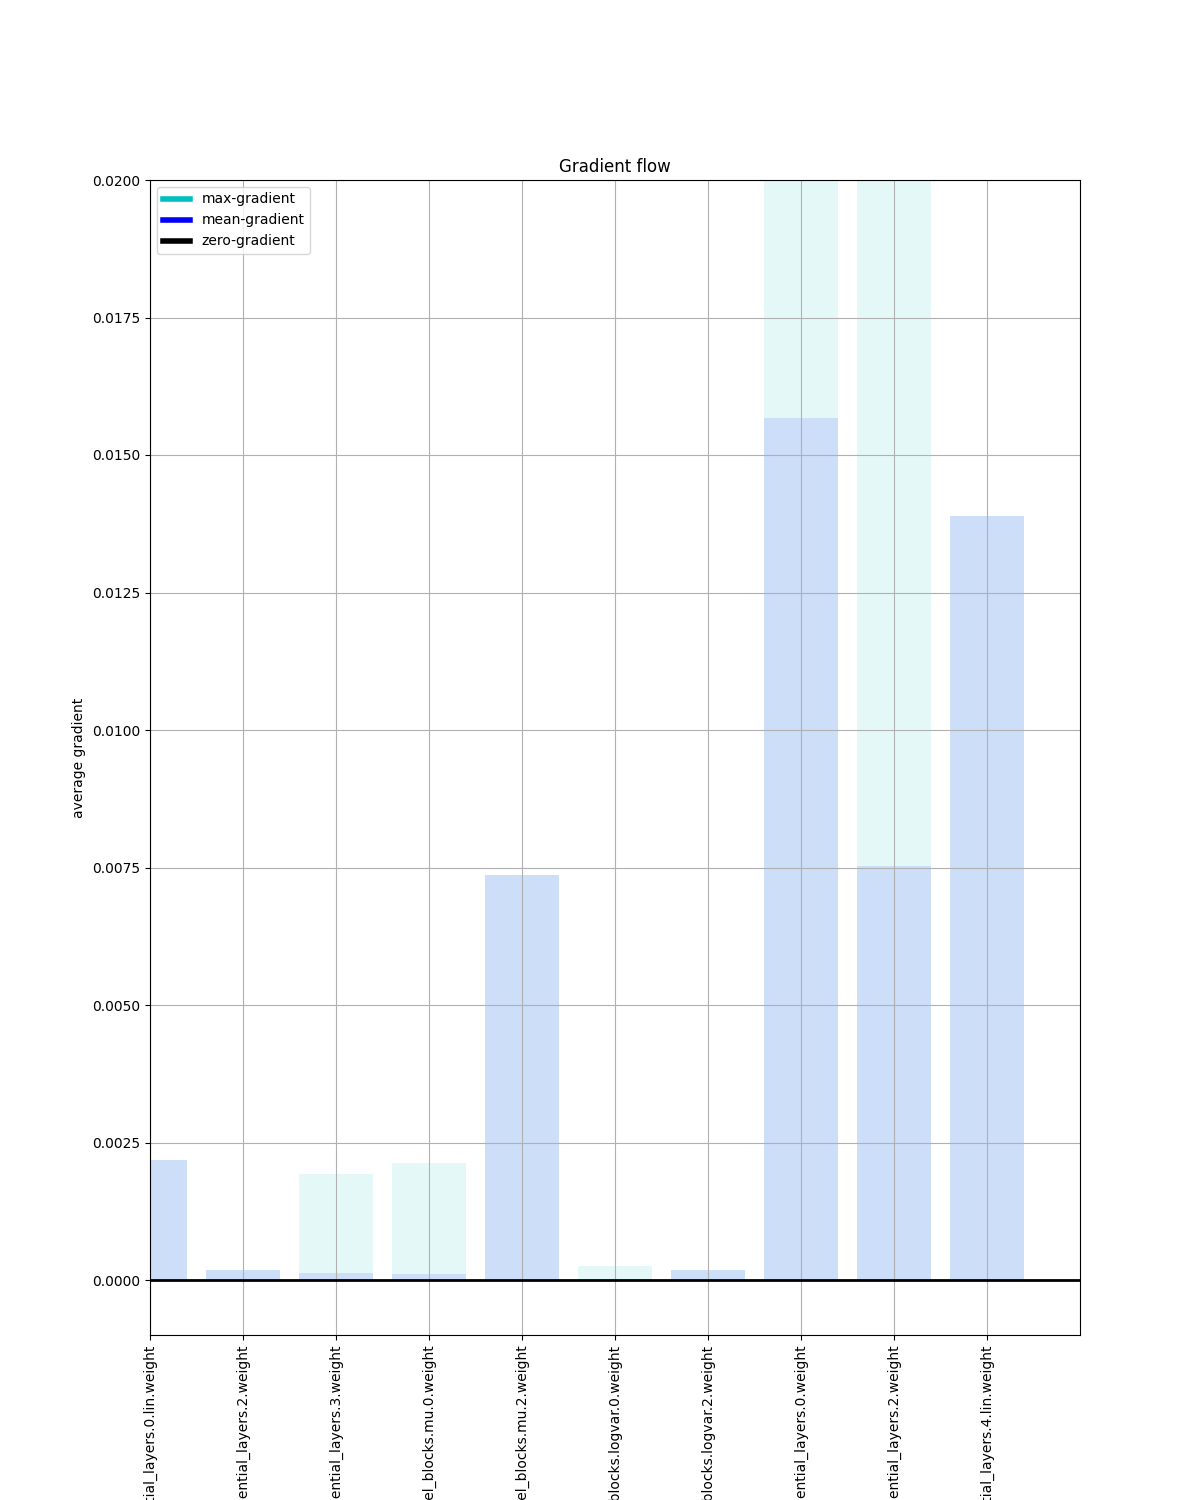 Gradient flow
max-gradient
mean-gradient
zero-gradient
0.0200
0.0175
0.0150
0.0125
0.0100
0.0075
0.0050
0.0025
0.0000
average gradient
tial_layers.0.lin.weight
ential_layers.2.weight
ential_layers.3.weight
el_blocks.mu.0.weight
el_blocks.mu.2.weight
blocks.logvar.0.weight
blocks.logvar.2.weight
ential_layers.0.weight
ential_layers.2.weight
tial_layers.4.lin.weight